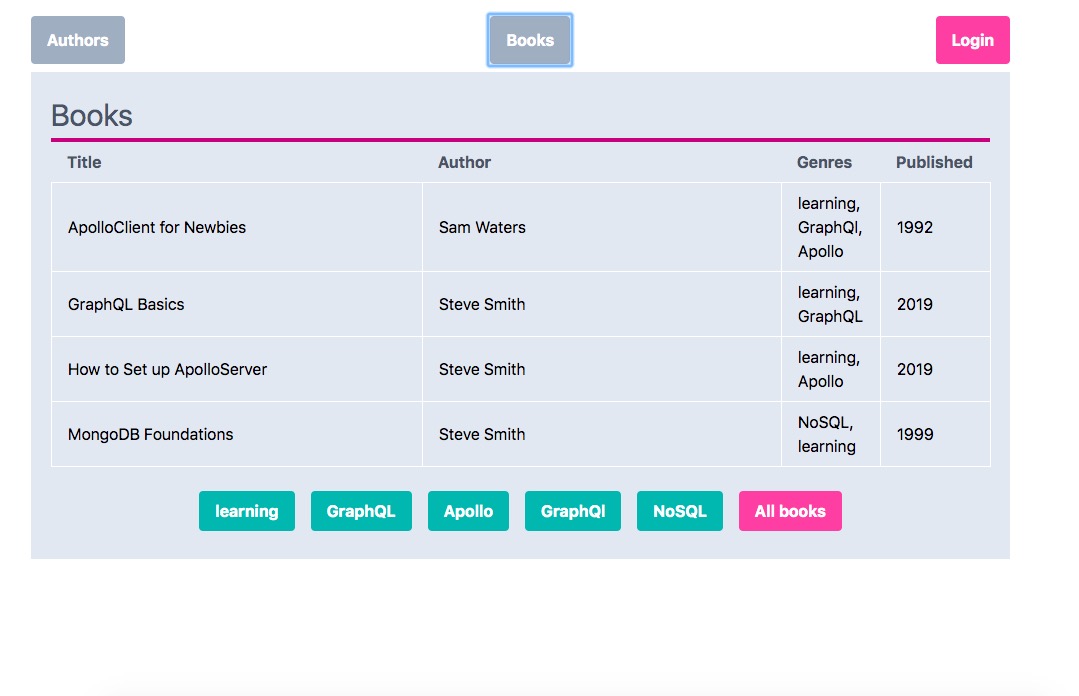 Authors Books Login
Books
Title Author Genres Published
ApolloClient for Newbies Sam Waters learning, GraphQl, Apollo 1992
GraphQL Basics Steve Smith learning, GraphQL 2019
How to Set up ApolloServer Steve Smith learning, Apollo 2019
MongoDB Foundations Steve Smith NoSQL, learning 1999
learning GraphQL Apollo GraphQl NoSQL All books